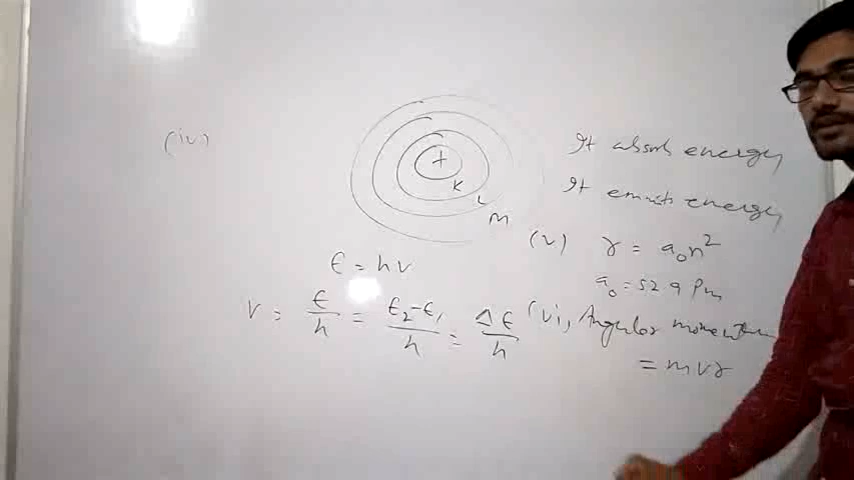 (iv)
+
K
L
M
It absorb energy
It emits energy
(v) r = a₀n²
a₀ = 52.9 Pm
E = hν
ν = E/h = E₂-E₁/h = ΔE/h
(vi) Angular momentum
= mvr